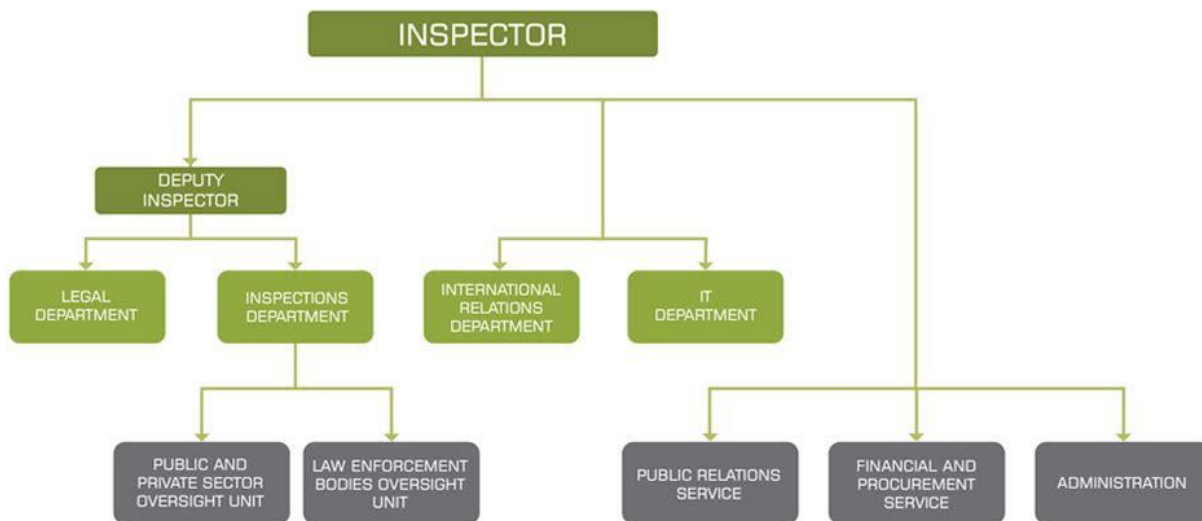 INSPECTOR
DEPUTY
INSPECTOR
LEGAL
DEPARTMENT
INSPECTIONS
DEPARTMENT
INTERNATIONAL
RELATIONS
DEPARTMENT
IT
DEPARTMENT
PUBLIC AND
PRIVATE SECTOR
OVERSIGHT UNIT
LAW ENFORCEMENT
BODIES OVERSIGHT
UNIT
PUBLIC RELATIONS
SERVICE
FINANCIAL AND
PROCUREMENT
SERVICE
ADMINISTRATION